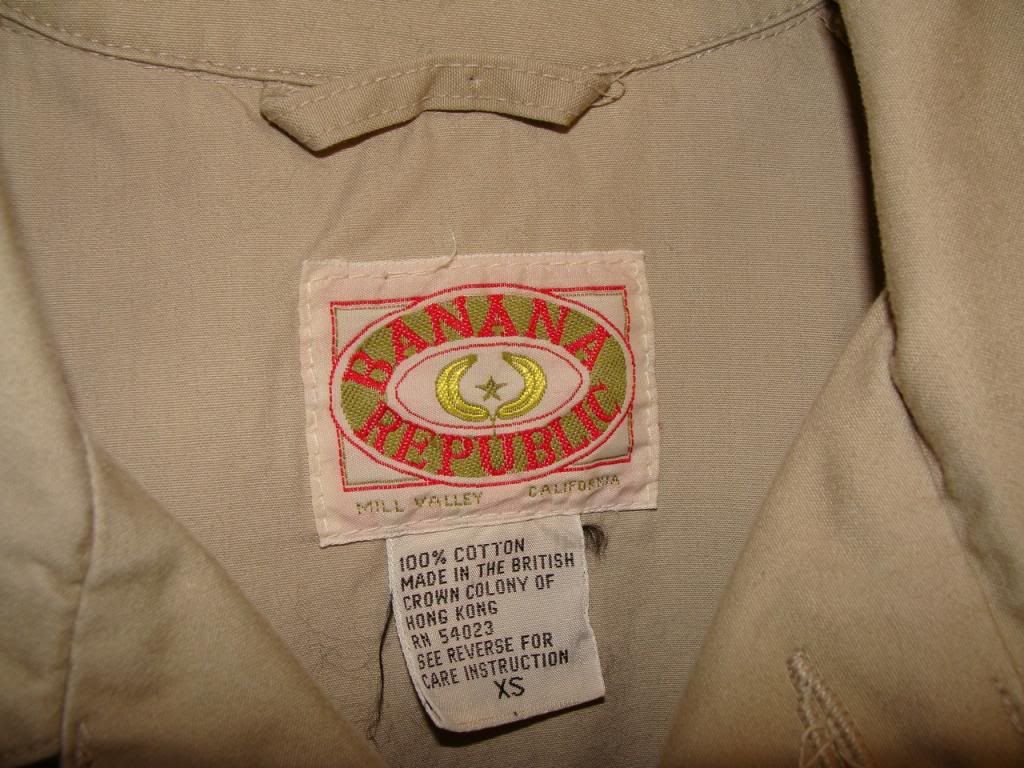 BANANA
REPUBLIC
MILL VALLEY CALIFORNIA
100% COTTON
MADE IN THE BRITISH
CROWN COLONY OF
HONG KONG
RN 54023
SEE REVERSE FOR
CARE INSTRUCTION
XS